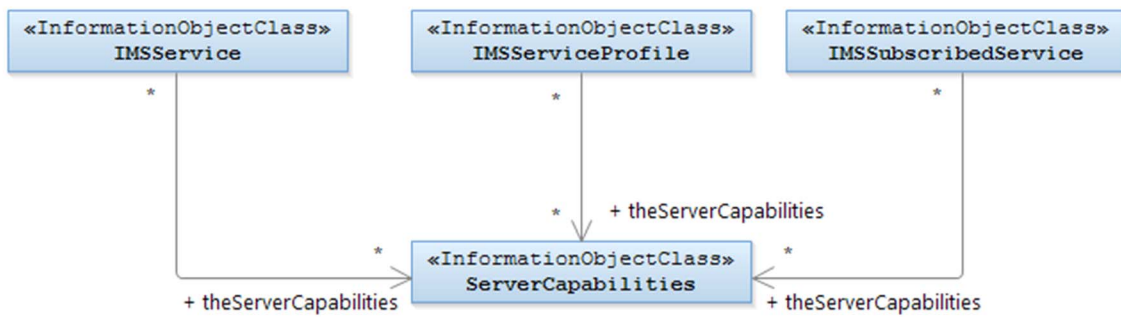 «InformationObjectClass»
IMSService
«InformationObjectClass»
IMSServiceProfile
«InformationObjectClass»
IMSSubscribedService
*
*
*
*
+ theServerCapabilities
*
*
«InformationObjectClass»
ServerCapabilities
+ theServerCapabilities
+ theServerCapabilities